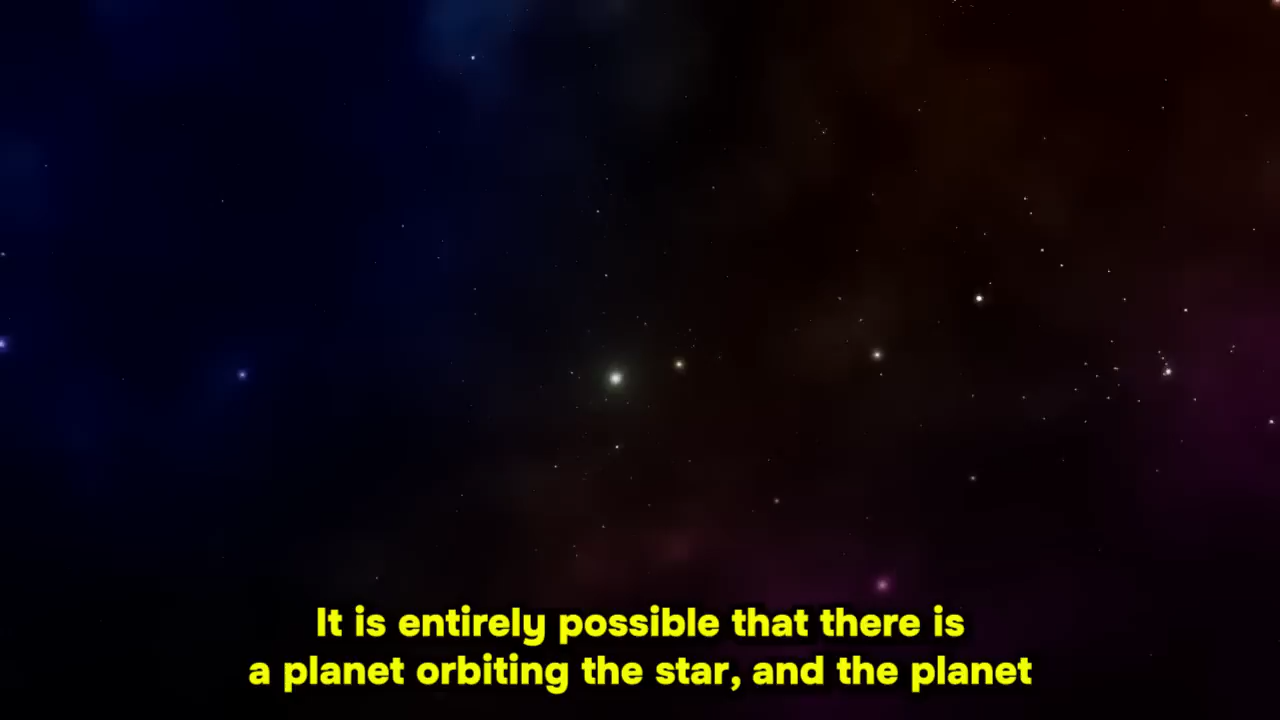 It is entirely possible that there is
a planet orbiting the star, and the planet